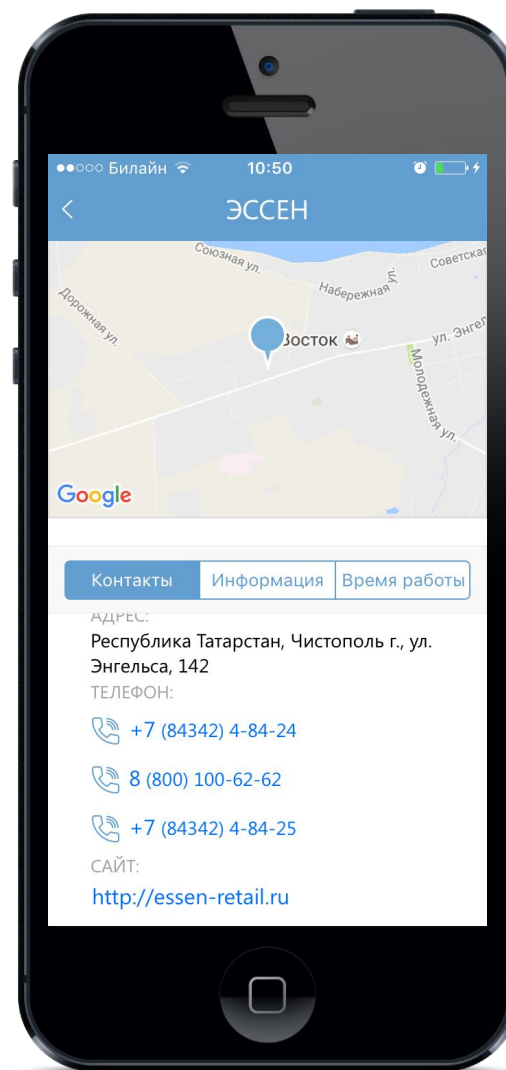 Билайн 10:50
ЭССЕН
Союзная ул.
Советская
Набережная ул.
Дорожная ул.
Восток
ул. Энгел
Молодежная ул.
Google
Контакты Информация Время работы
АДРЕС:
Республика Татарстан, Чистополь г., ул.
Энгельса, 142
ТЕЛЕФОН:
+7 (84342) 4-84-24
8 (800) 100-62-62
+7 (84342) 4-84-25
САЙТ:
http://essen-retail.ru